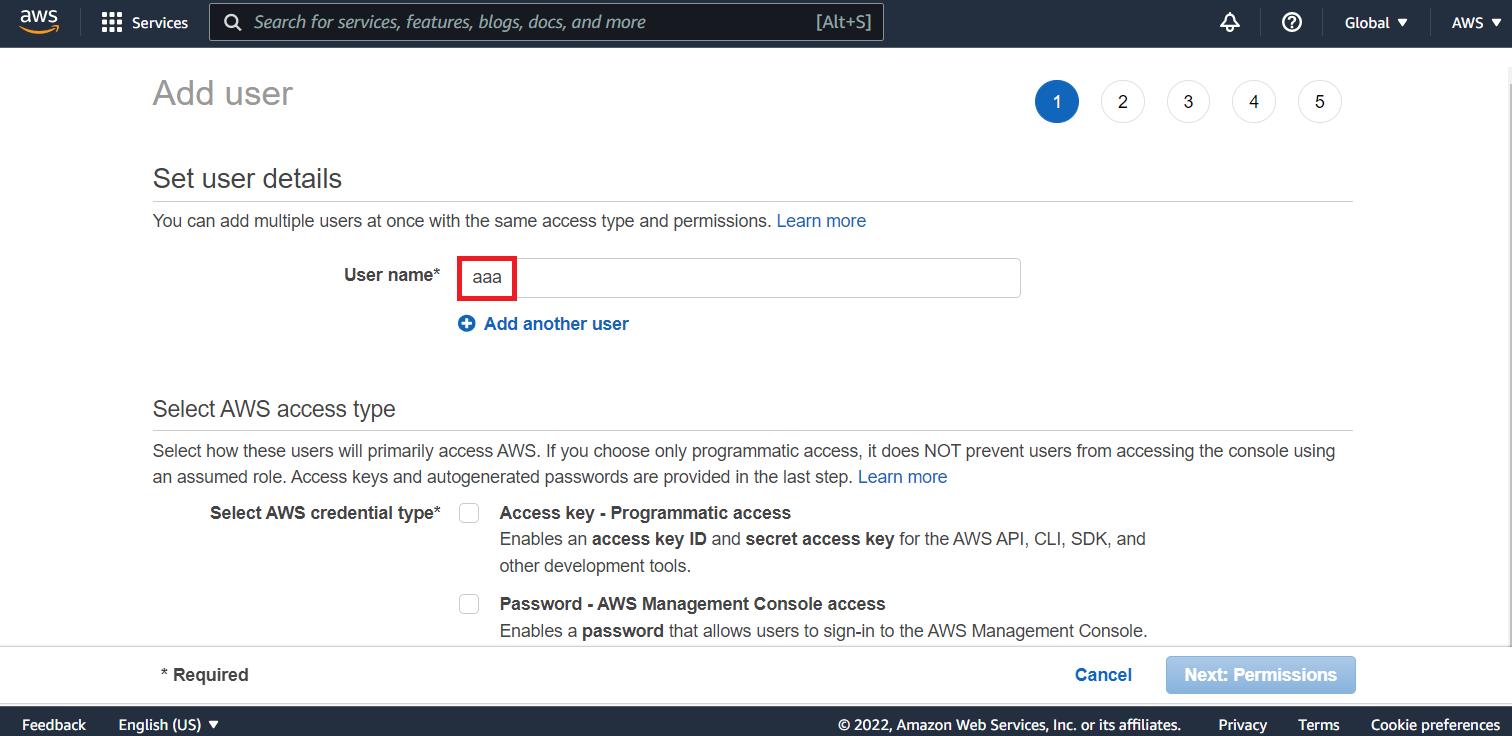 aws
Services
Search for services, features, blogs, docs, and more
[Alt+S]
Global
AWS
Add user
1
2
3
4
5
Set user details
You can add multiple users at once with the same access type and permissions. Learn more
User name*
aaa
Add another user
Select AWS access type
Select how these users will primarily access AWS. If you choose only programmatic access, it does NOT prevent users from accessing the console using
an assumed role. Access keys and autogenerated passwords are provided in the last step. Learn more
Select AWS credential type*
Access key - Programmatic access
Enables an access key ID and secret access key for the AWS API, CLI, SDK, and
other development tools.
Password - AWS Management Console access
Enables a password that allows users to sign-in to the AWS Management Console.
* Required
Cancel
Next: Permissions
Feedback
English (US)
© 2022, Amazon Web Services, Inc. or its affiliates.
Privacy
Terms
Cookie preferences